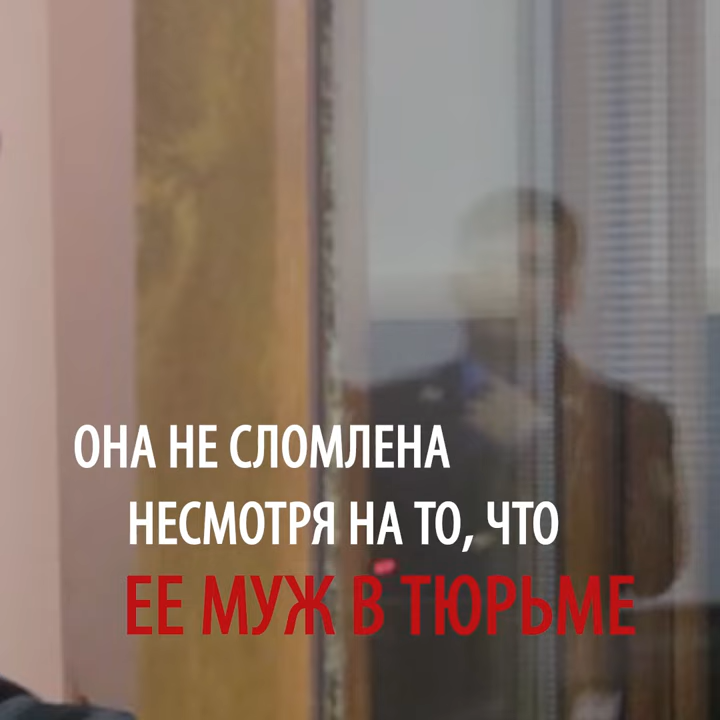 ОНА НЕ СЛОМЛЕНА
НЕСМОТРЯ НА ТО, ЧТО
ЕЕ МУЖ В ТЮРЬМЕ